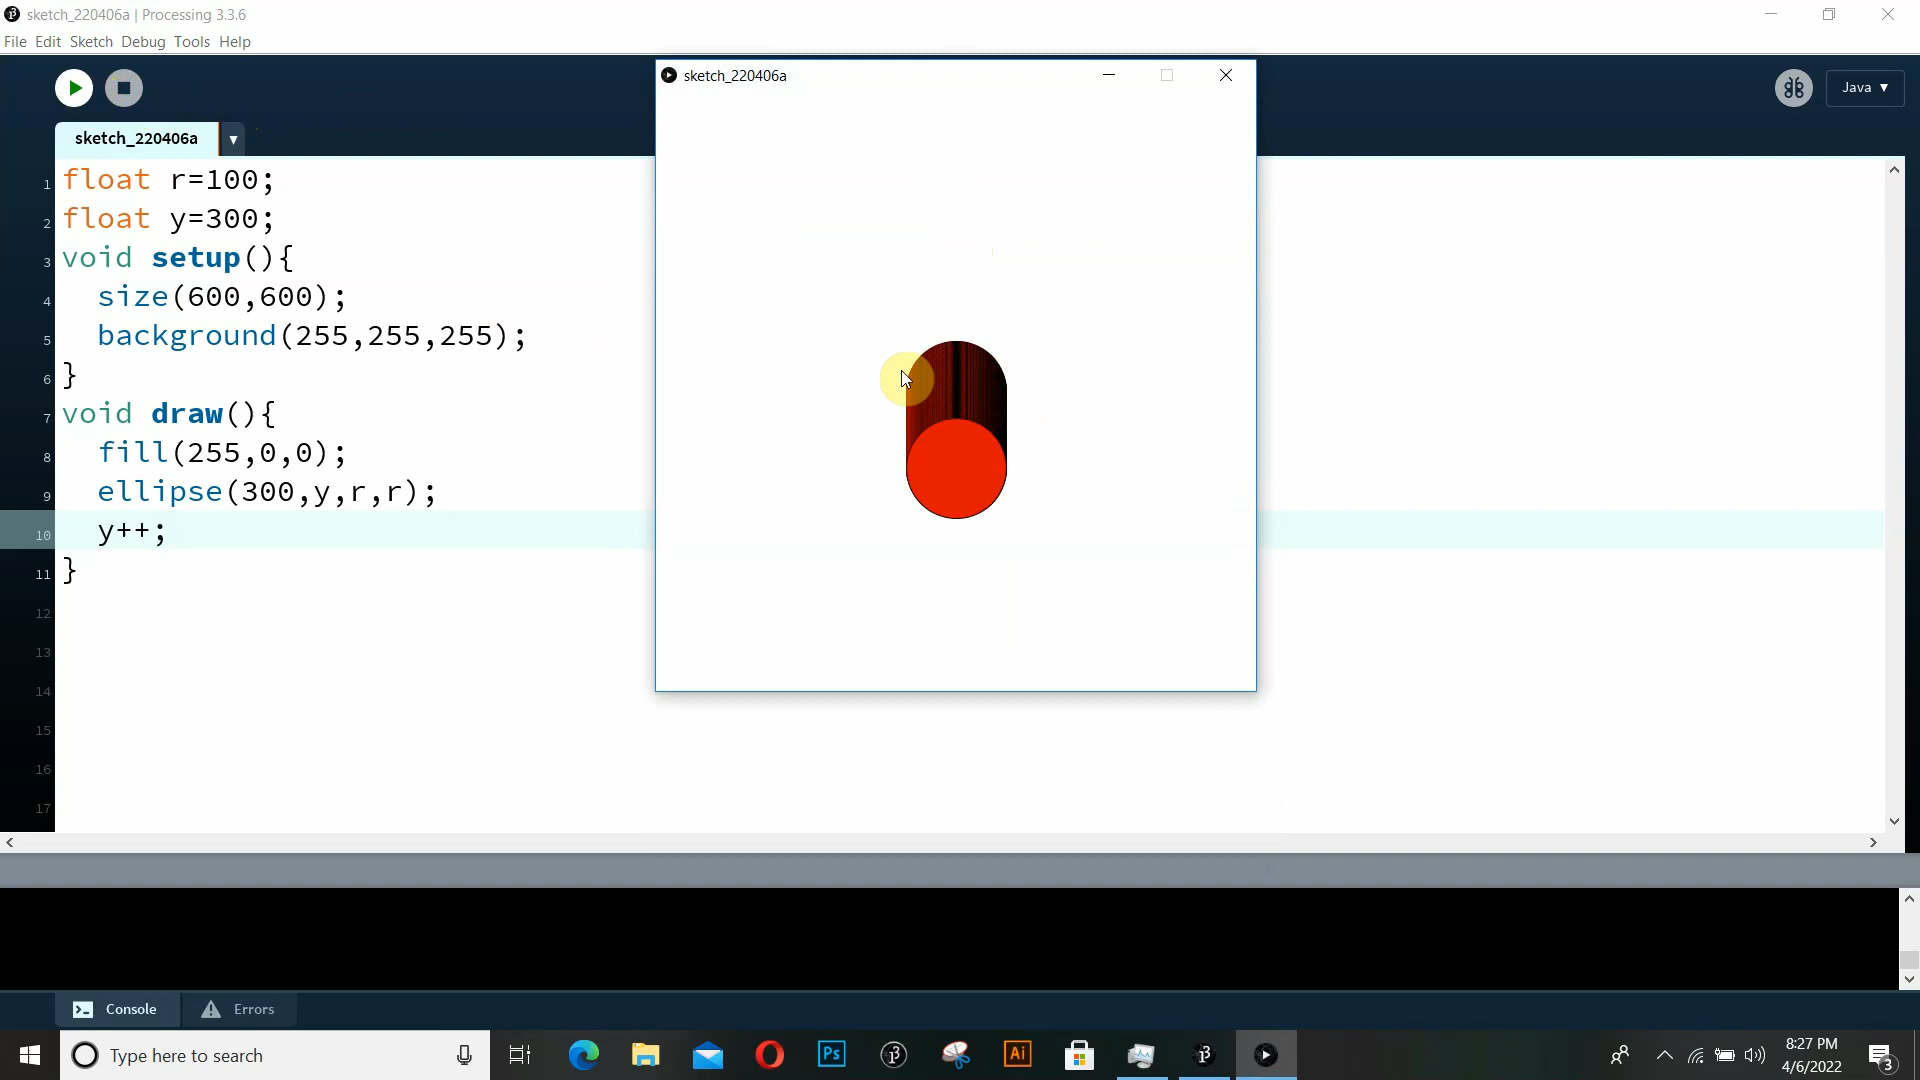 sketch_220406a | Processing 3.3.6
File Edit Sketch Debug Tools Help
sketch_220406a
Java ▼
sketch_220406a ▼
1 float r=100;
2 float y=300;
3 void setup(){
4   size(600,600);
5   background(255,255,255);
6 }
7 void draw(){
8   fill(255,0,0);
9   ellipse(300,y,r,r);
10   y++;
11 }
12
13
14
15
16
17
>_ Console
Errors
Type here to search
Ps
Ai
8:27 PM
4/6/2022
3